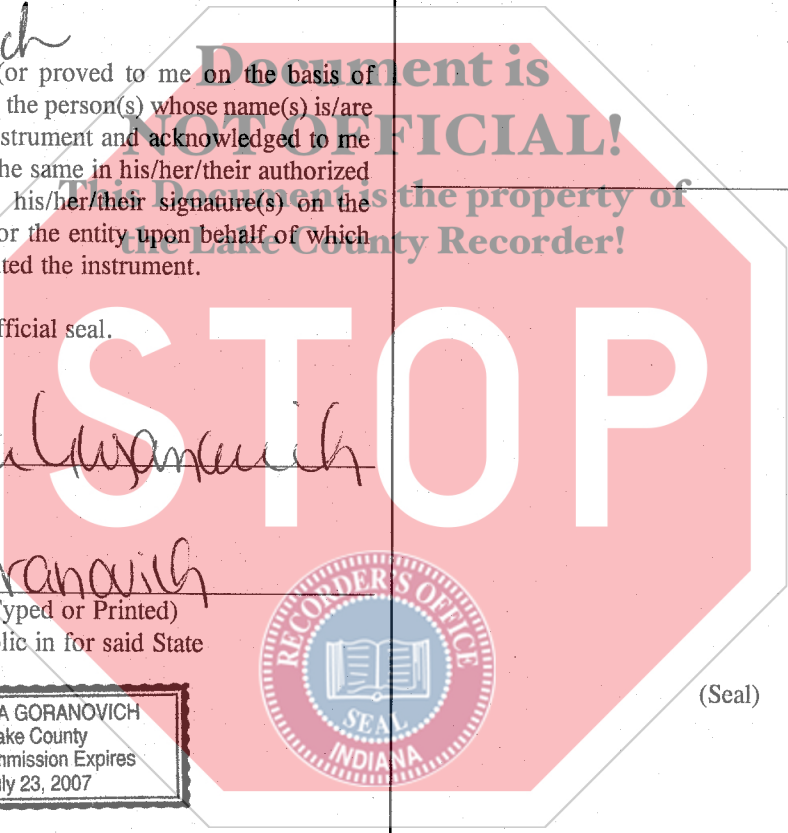 ch
(or proved to me on the basis of
the person(s) whose name(s) is/are
strument and acknowledged to me
he same in his/her/their authorized
his/her/their signature(s) on the
or the entity upon behalf of which
ted the instrument.
fficial seal.
Goranovich
ranovich
Typed or Printed)
lic in for said State
A GORANOVICH
ake County
mmission Expires
ly 23, 2007
(Seal)
Document is
NOT OFFICIAL!
This Document is the property of
the Lake County Recorder!
STOP
RECORDER'S OFFICE
SEAL
INDIANA